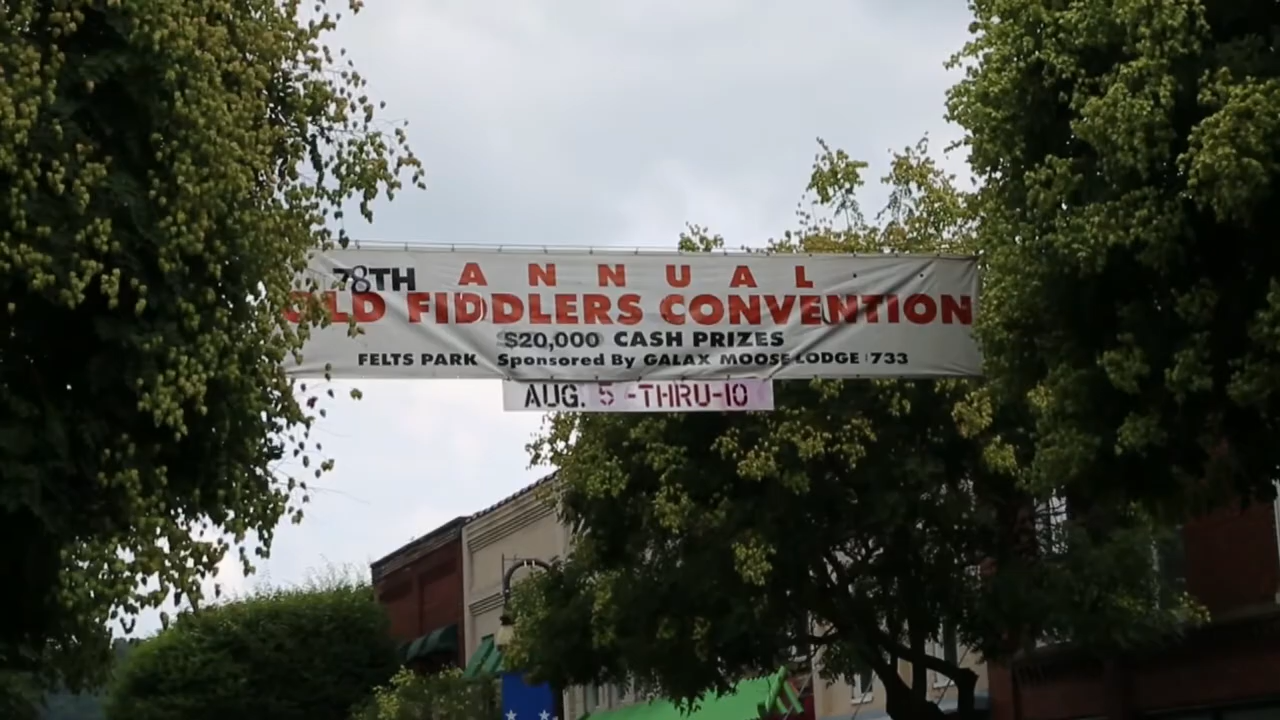 78TH ANNUAL
OLD FIDDLERS CONVENTION
$20,000 CASH PRIZES
FELTS PARK Sponsored By GALAX MOOSE LODGE 733
AUG. 5 -THRU-10